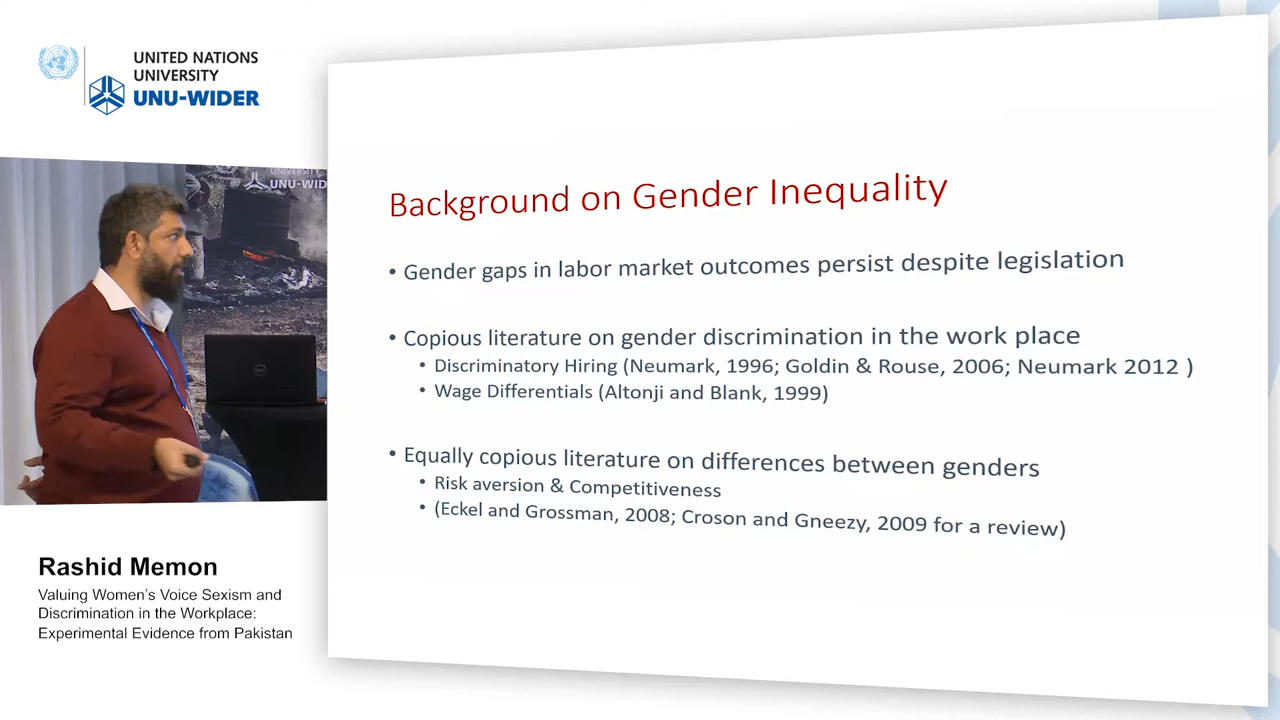 UNITED NATIONS
UNIVERSITY
UNU-WIDER
UNIVERSITY
UNU-WID
Background on Gender Inequality
• Gender gaps in labor market outcomes persist despite legislation
• Copious literature on gender discrimination in the work place
• Discriminatory Hiring (Neumark, 1996; Goldin & Rouse, 2006; Neumark 2012 )
• Wage Differentials (Altonji and Blank, 1999)
• Equally copious literature on differences between genders
• Risk aversion & Competitiveness
• (Eckel and Grossman, 2008; Croson and Gneezy, 2009 for a review)
Rashid Memon
Valuing Women's Voice Sexism and
Discrimination in the Workplace:
Experimental Evidence from Pakistan